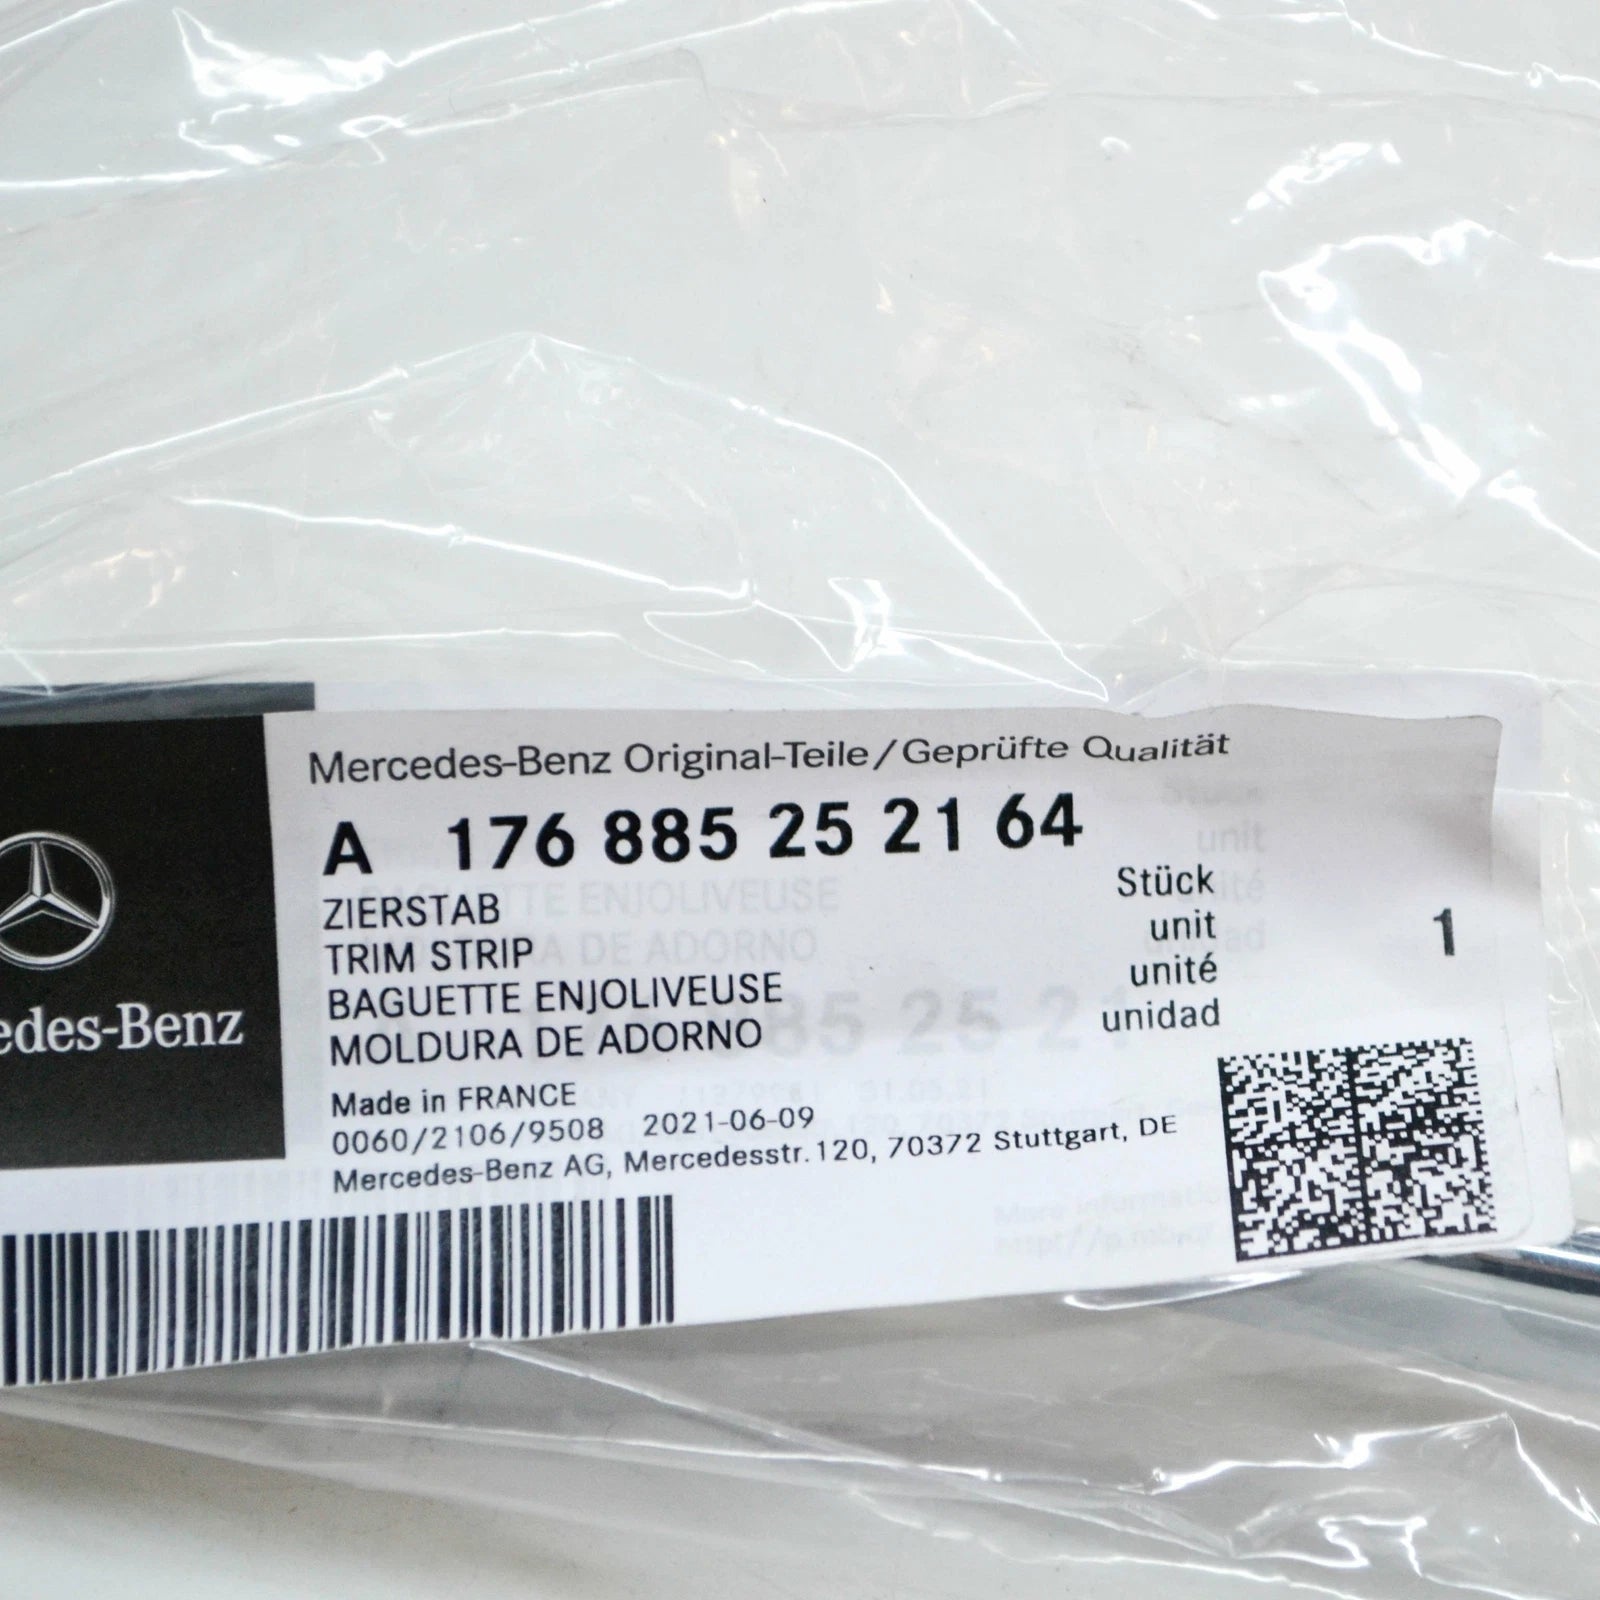 Mercedes-Benz Original-Teile/Geprüfte Qualität
A 176 885 25 21 64
ZIERSTAB
TRIM STRIP
BAGUETTE ENJOLIVEUSE
MOLDURA DE ADORNO
Stück
unit
unité
unidad
1
edes-Benz
Made in FRANCE
0060/2106/9508 2021-06-09
Mercedes-Benz AG, Mercedesstr.120, 70372 Stuttgart, DE